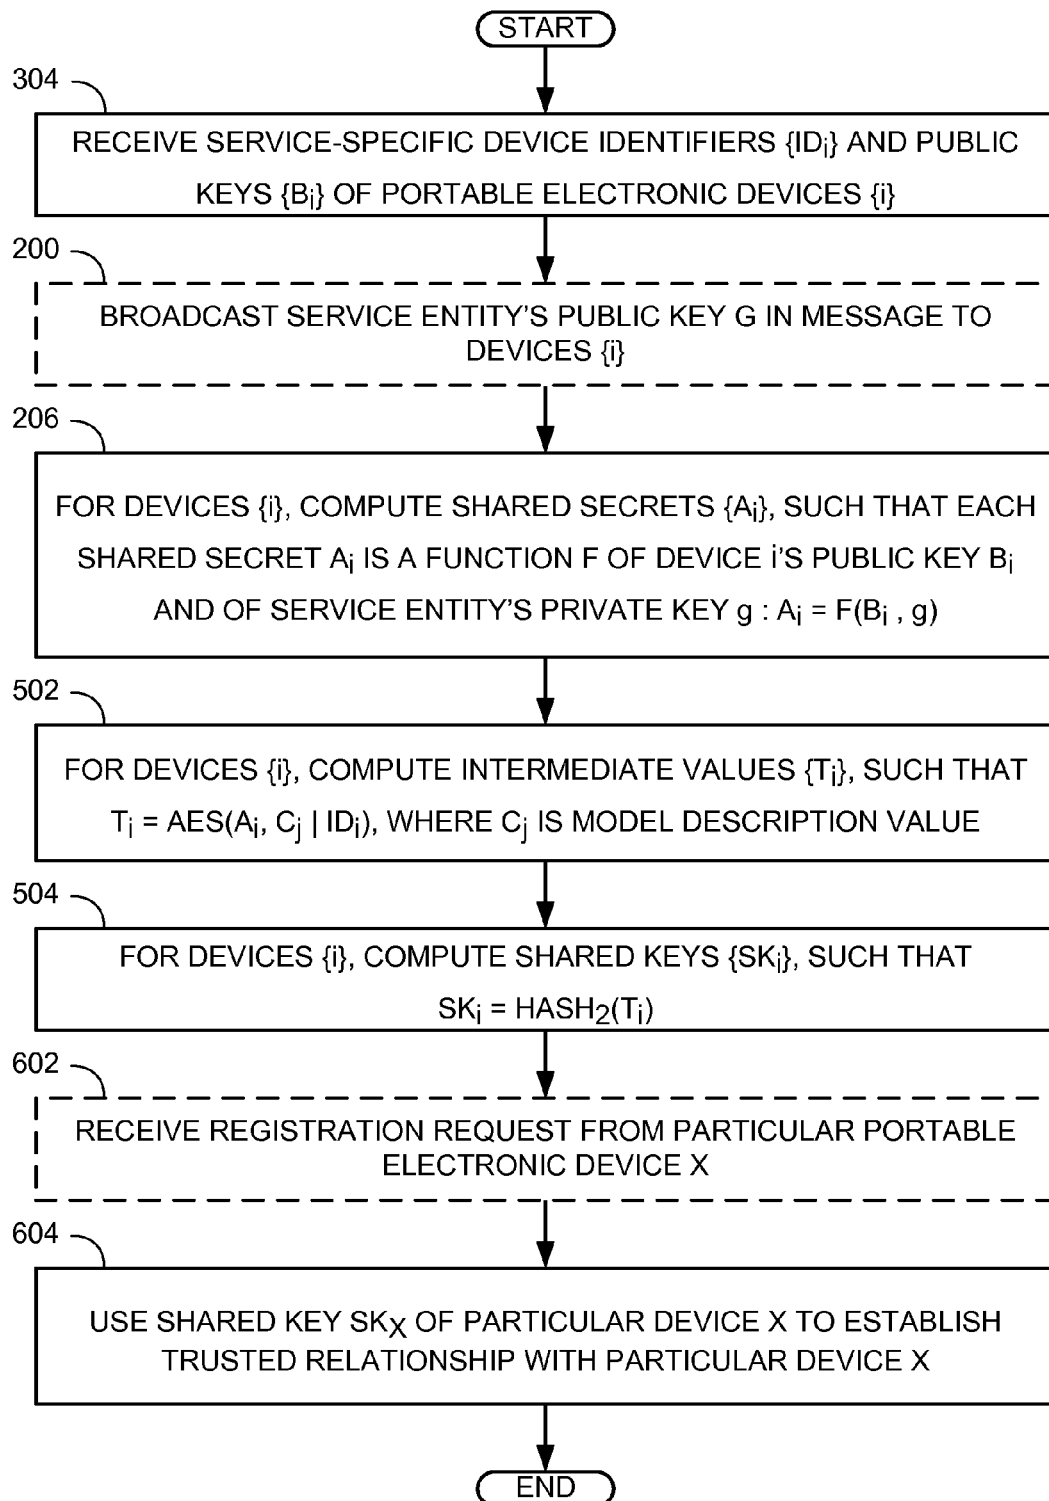 START
304
RECEIVE SERVICE-SPECIFIC DEVICE IDENTIFIERS {IDi} AND PUBLIC
KEYS {Bi} OF PORTABLE ELECTRONIC DEVICES {i}
200
BROADCAST SERVICE ENTITY'S PUBLIC KEY G IN MESSAGE TO
DEVICES {i}
206
FOR DEVICES {i}, COMPUTE SHARED SECRETS {Ai}, SUCH THAT EACH
SHARED SECRET Ai IS A FUNCTION F OF DEVICE i'S PUBLIC KEY Bi
AND OF SERVICE ENTITY'S PRIVATE KEY g : Ai = F(Bi , g)
502
FOR DEVICES {i}, COMPUTE INTERMEDIATE VALUES {Ti}, SUCH THAT
Ti = AES(Ai, Cj | IDi), WHERE Cj IS MODEL DESCRIPTION VALUE
504
FOR DEVICES {i}, COMPUTE SHARED KEYS {SKi}, SUCH THAT
SKi = HASH2(Ti)
602
RECEIVE REGISTRATION REQUEST FROM PARTICULAR PORTABLE
ELECTRONIC DEVICE X
604
USE SHARED KEY SKX OF PARTICULAR DEVICE X TO ESTABLISH
TRUSTED RELATIONSHIP WITH PARTICULAR DEVICE X
END